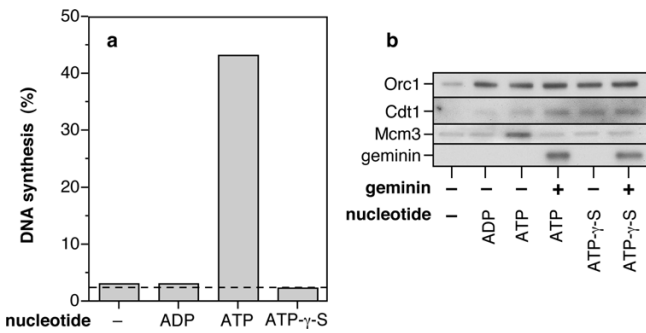 a
DNA synthesis (%)
50
40
30
20
10
0
nucleotide – ADP ATP ATP-γ-S
b
Orc1
Cdt1
Mcm3
geminin
geminin – – – + – +
nucleotide – ADP ATP ATP ATP-γ-S ATP-γ-S